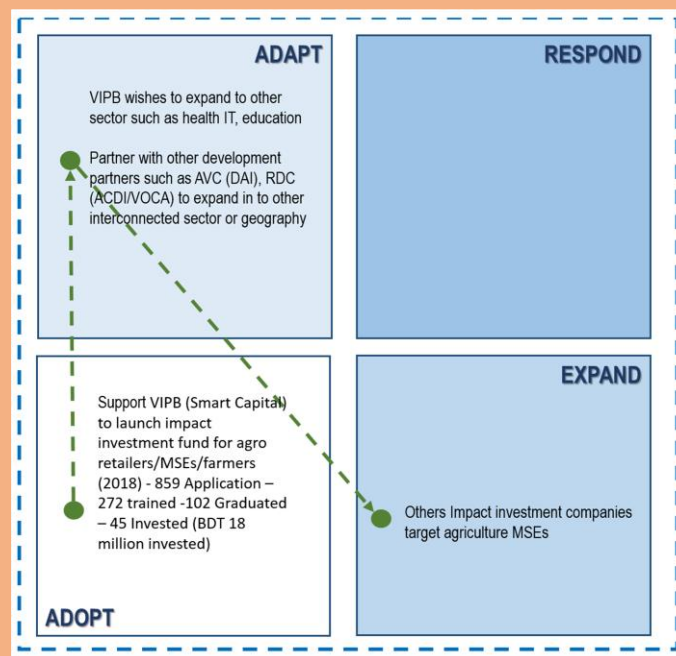 ADAPT
VIPB wishes to expand to other
sector such as health IT, education
Partner with other development
partners such as AVC (DAI), RDC
(ACDI/VOCA) to expand in to other
interconnected sector or geography
RESPOND
Support VIPB (Smart Capital)
to launch impact
investment fund for agro
retailers/MSEs/farmers
(2018) - 859 Application –
272 trained -102 Graduated
– 45 Invested (BDT 18
million invested)
ADOPT
EXPAND
Others Impact investment companies
target agriculture MSEs